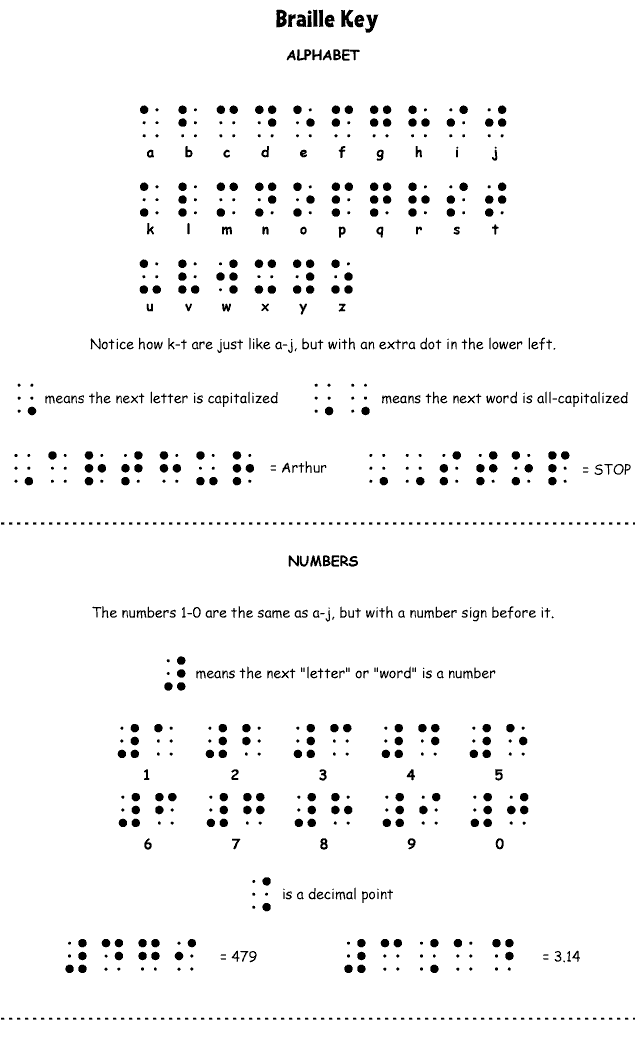 Braille Key
ALPHABET
a b c d e f g h i j
k l m n o p q r s t
u v w x y z
Notice how k-t are just like a-j, but with an extra dot in the lower left.
means the next letter is capitalized means the next word is all-capitalized
= Arthur = STOP
NUMBERS
The numbers 1-0 are the same as a-j, but with a number sign before it.
means the next "letter" or "word" is a number
1 2 3 4 5
6 7 8 9 0
is a decimal point
= 479 = 3.14